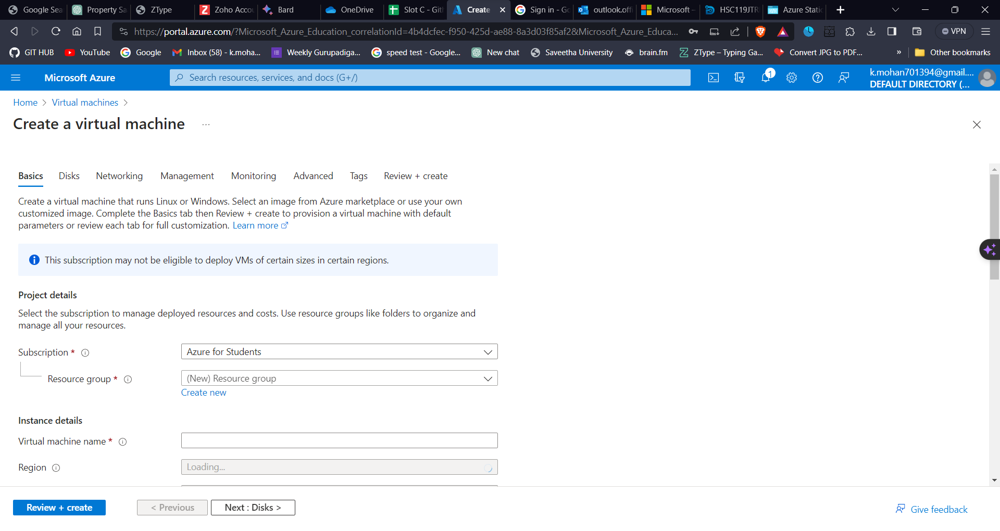 Google Sea
Property Sa
ZType
Zoho Accou
Bard
OneDrive
Slot C - Git
Create
Sign in - Go
outlook.offi
Microsoft -
HSC119JTR
Azure Static
https://portal.azure.com/?Microsoft_Azure_Education_correlationId=4b4dcfec-f950-425d-ae88-8a3d03f85af2&Microsoft_Azure_Educa...
VPN
GIT HUB
YouTube
Google
Inbox (58) - k.moha...
Weekly Gurupadiga...
speed test - Google...
New chat
Saveetha University
brain.fm
ZType – Typing Ga...
Convert JPG to PDF...
»
Other bookmarks
Microsoft Azure
Search resources, services, and docs (G+/)
1
k.mohan701394@gmail....
DEFAULT DIRECTORY (...
Home > Virtual machines >
Create a virtual machine ...
Basics Disks Networking Management Monitoring Advanced Tags Review + create
Create a virtual machine that runs Linux or Windows. Select an image from Azure marketplace or use your own
customized image. Complete the Basics tab then Review + create to provision a virtual machine with default
parameters or review each tab for full customization. Learn more
This subscription may not be eligible to deploy VMs of certain sizes in certain regions.
Project details
Select the subscription to manage deployed resources and costs. Use resource groups like folders to organize and
manage all your resources.
Subscription *
Azure for Students
Resource group *
(New) Resource group
Create new
Instance details
Virtual machine name *
Region
Loading...
Review + create
< Previous
Next : Disks >
Give feedback